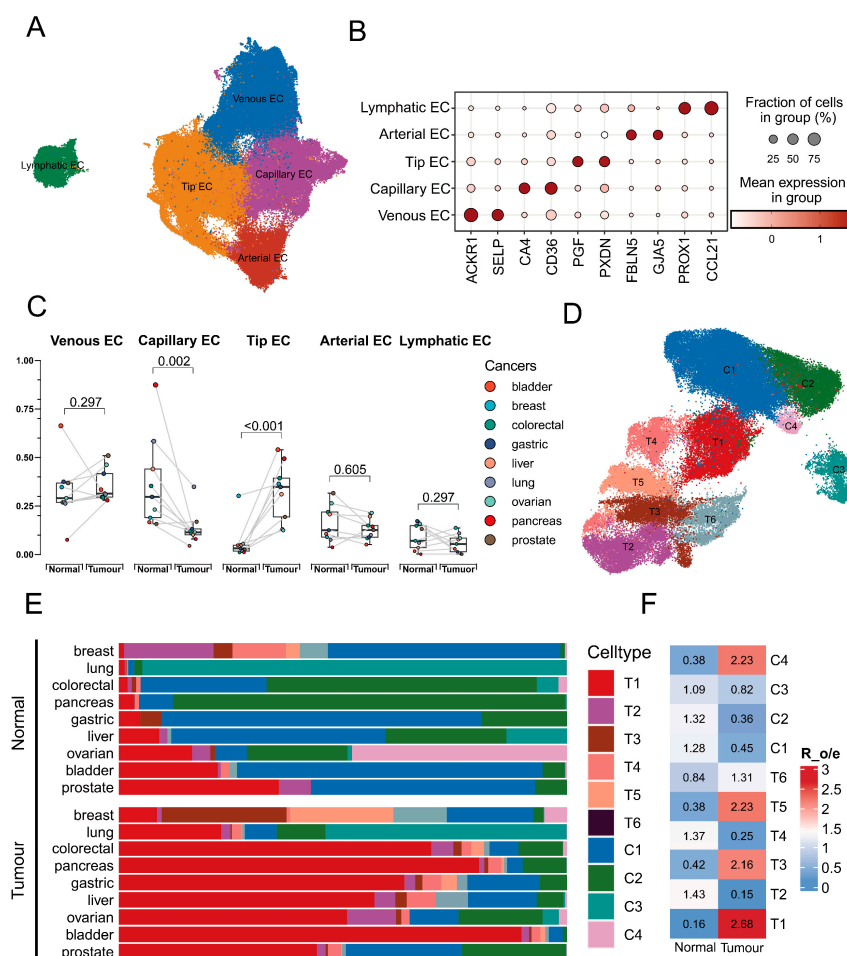 A
Venous EC
Lymphatic EC
Capillary EC
Tip EC
Arterial EC
B
Lymphatic EC
Arterial EC
Tip EC
Capillary EC
Venous EC
ACKR1
SELP
CA4
CD36
PGF
PXDN
FBLN5
GJA5
PROX1
CCL21
Fraction of cells
in group (%)
25 50 75
Mean expression
in group
0 1
C
Venous EC Capillary EC Tip EC Arterial EC Lymphatic EC
1.00
0.75
0.50
0.25
0.00
0.297
0.002
<0.001
0.605
0.297
Normal Tumour Normal Tumour Normal Tumour Normal Tumour Normal Tumour
Cancers
bladder
breast
colorectal
gastric
liver
lung
ovarian
pancreas
prostate
D
C1
C2
C4
T1
T4
C3
T5
T3
T6
T2
E
Normal
breast
lung
colorectal
pancreas
gastric
liver
ovarian
bladder
prostate
Tumour
breast
lung
colorectal
pancreas
gastric
liver
ovarian
bladder
prostate
Celltype
T1
T2
T3
T4
T5
T6
C1
C2
C3
C4
F
0.38 2.23 C4
1.09 0.82 C3
1.32 0.36 C2
1.28 0.45 C1
0.84 1.31 T6
0.38 2.23 T5
1.37 0.25 T4
0.42 2.16 T3
1.43 0.15 T2
0.16 2.68 T1
Normal Tumour
R_o/e
3
2.5
2
1.5
1
0.5
0